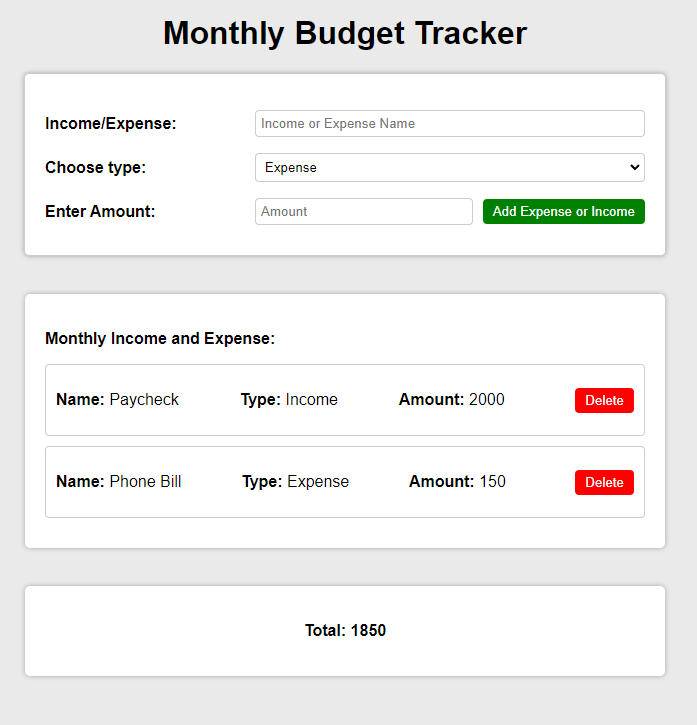 Monthly Budget Tracker
Income/Expense: Income or Expense Name
Choose type: Expense
Enter Amount: Amount Add Expense or Income
Monthly Income and Expense:
Name: Paycheck Type: Income Amount: 2000 Delete
Name: Phone Bill Type: Expense Amount: 150 Delete
Total: 1850